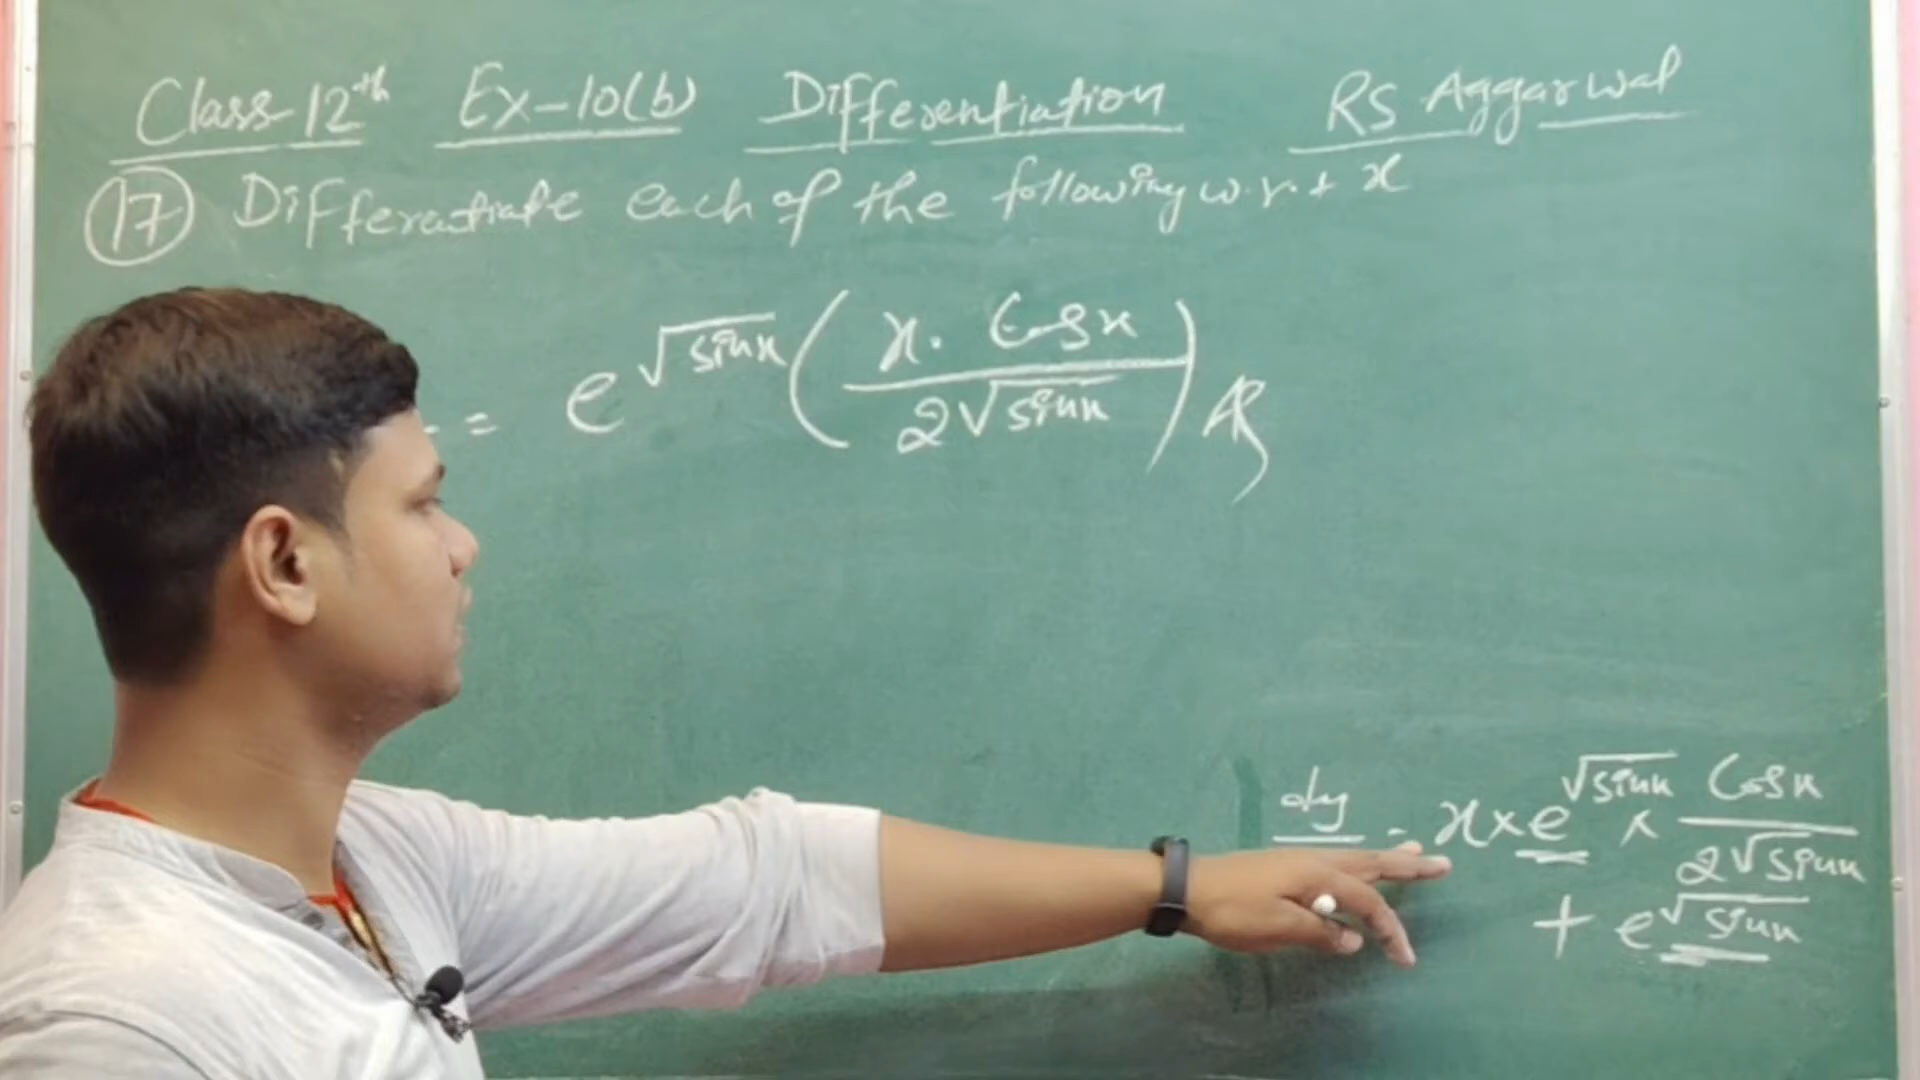 Class-12th Ex-10(b) Differentiation RS Aggarwal
17 Differentiate each of the following w.r.t x
= e^√sinx ( x. Cosx / 2√sinx )
dy = x × e^√sinx × Cosx / 2√sinx
+ e^√sinx